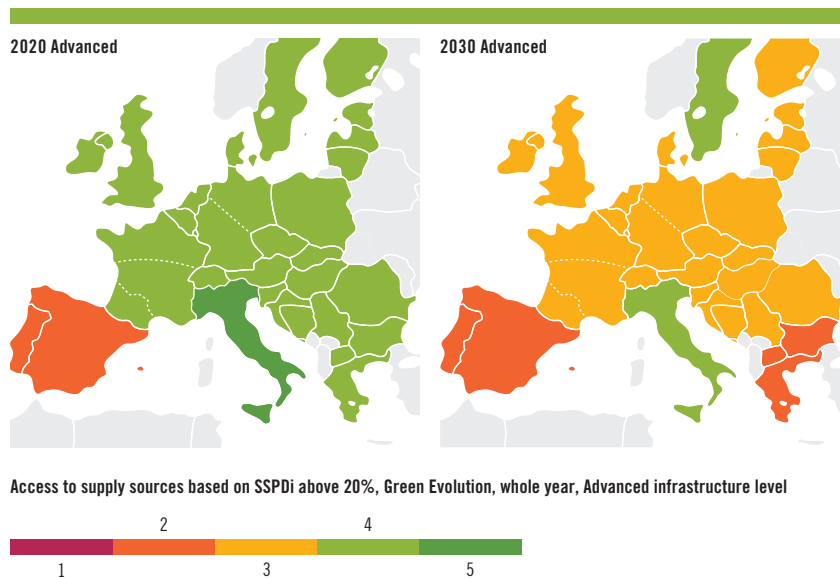 2020 Advanced
2030 Advanced
Access to supply sources based on SSPDi above 20%, Green Evolution, whole year, Advanced infrastructure level
2 4
1 3 5